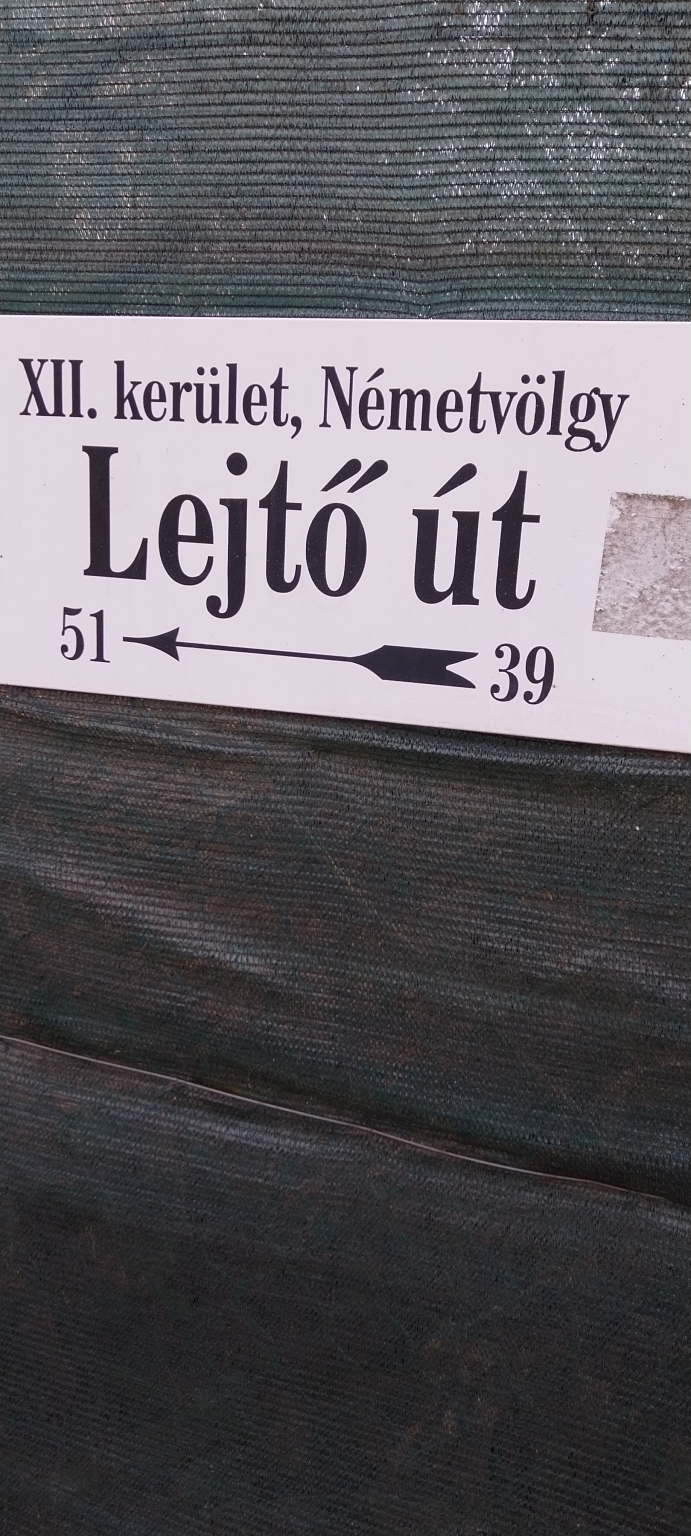 XII. kerület, Németvölgy
Lejtő út
51 39